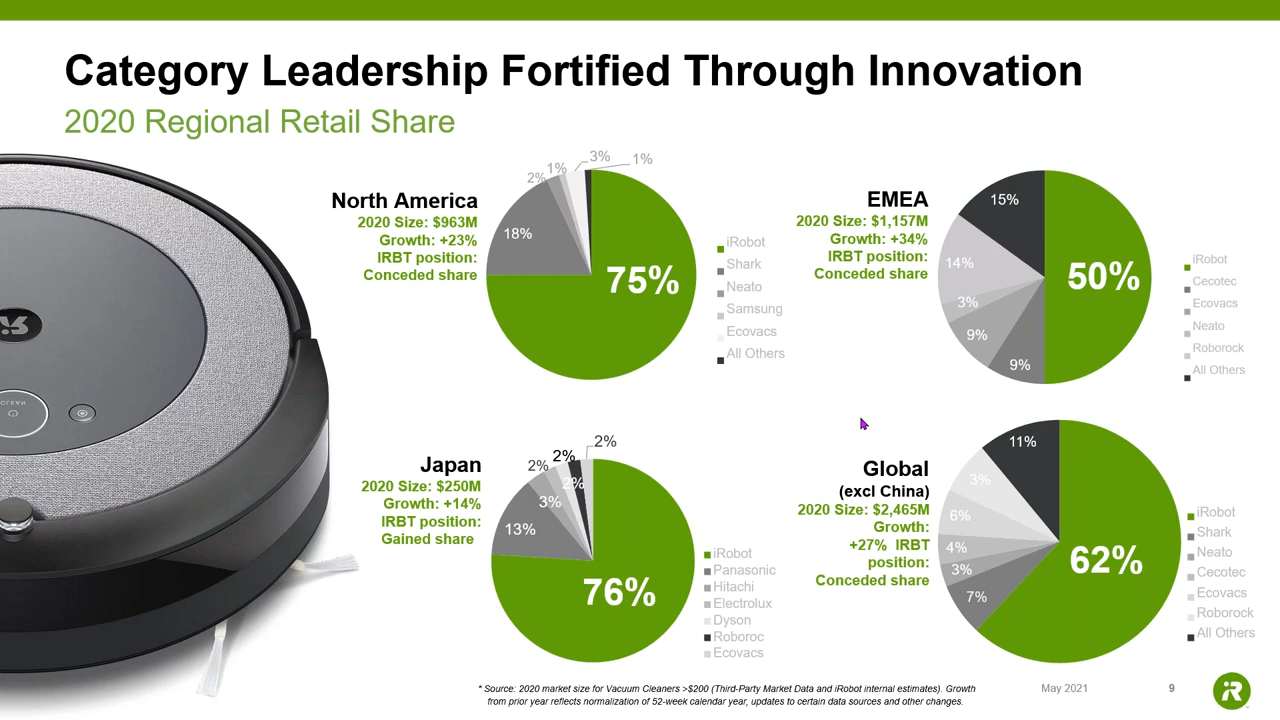 Category Leadership Fortified Through Innovation
2020 Regional Retail Share
North America
2020 Size: $963M
Growth: +23%
IRBT position:
Conceded share
2%
1%
3%
1%
18%
75%
iRobot
Shark
Neato
Samsung
Ecovacs
All Others
EMEA
2020 Size: $1,157M
Growth: +34%
IRBT position:
Conceded share
15%
14%
3%
9%
9%
50%
iRobot
Cecotec
Ecovacs
Neato
Roborock
All Others
CLEAN
Japan
2020 Size: $250M
Growth: +14%
IRBT position:
Gained share
2%
2%
2%
2%
3%
13%
76%
iRobot
Panasonic
Hitachi
Electrolux
Dyson
Roboroc
Ecovacs
Global
(excl China)
2020 Size: $2,465M
Growth:
+27% IRBT
position:
Conceded share
11%
3%
6%
4%
3%
7%
62%
iRobot
Shark
Neato
Cecotec
Ecovacs
Roborock
All Others
* Source: 2020 market size for Vacuum Cleaners >$200 (Third-Party Market Data and iRobot internal estimates). Growth
from prior year reflects normalization of 52-week calendar year, updates to certain data sources and other changes.
May 2021
9